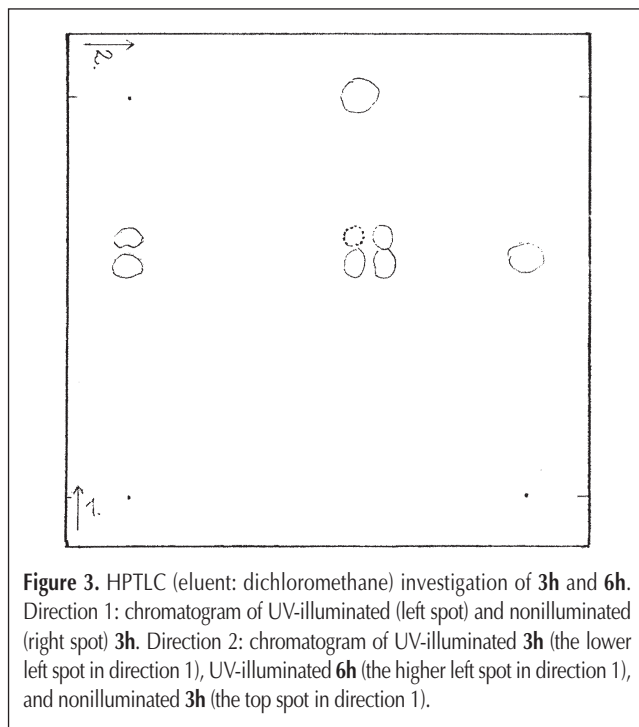 2.
1.
Figure 3. HPTLC (eluent: dichloromethane) investigation of 3h and 6h.
Direction 1: chromatogram of UV-illuminated (left spot) and nonilluminated
(right spot) 3h. Direction 2: chromatogram of UV-illuminated 3h (the lower
left spot in direction 1), UV-illuminated 6h (the higher left spot in direction 1),
and nonilluminated 3h (the top spot in direction 1).